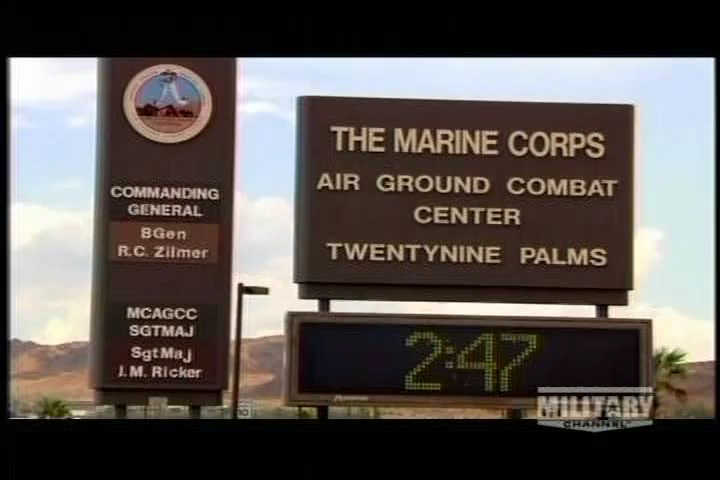 COMMANDING
GENERAL
BGen
R.C. Zilmer
MCAGCC
SGTMAJ
SgtMaj
J.M. Ricker
THE MARINE CORPS
AIR GROUND COMBAT
CENTER
TWENTYNINE PALMS
2:47
MILITARY
CHANNEL